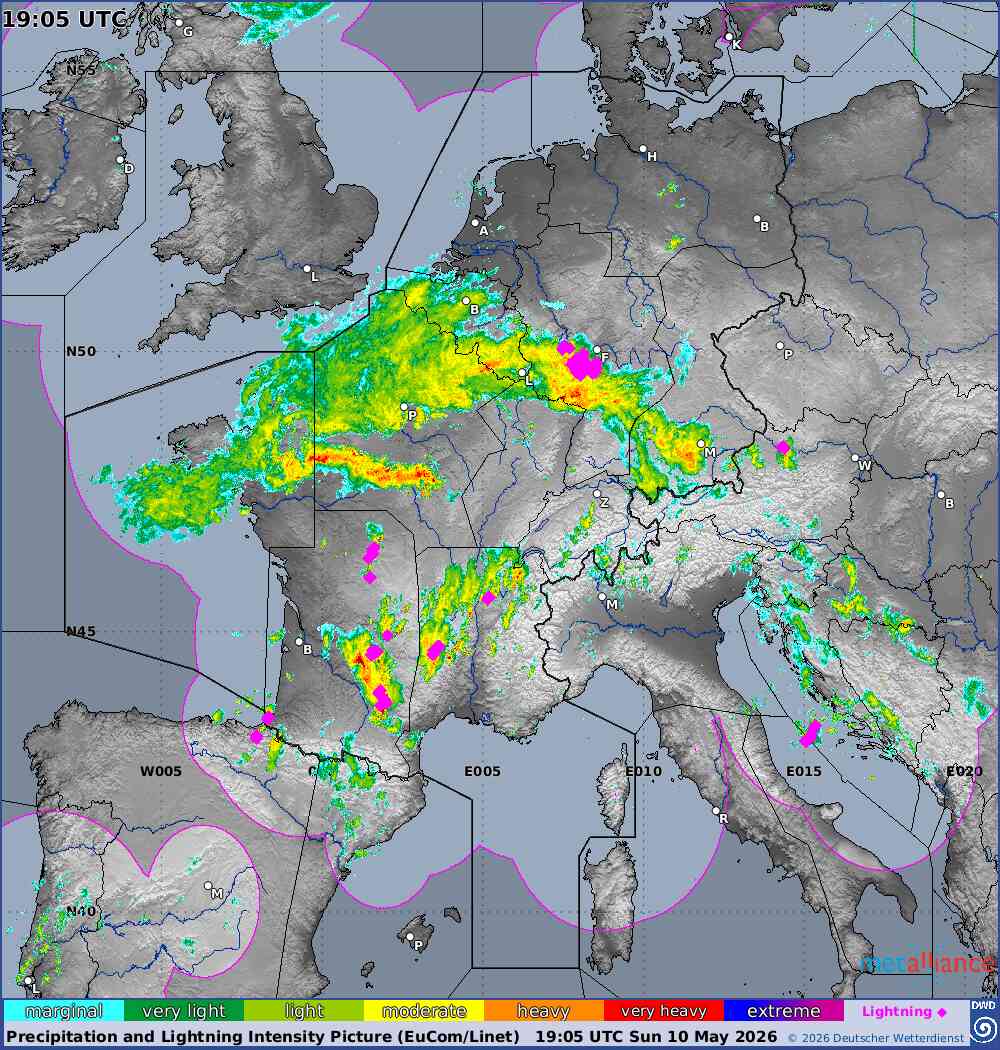 19:05 UTC
G
K
N55
D
H
A
B
L
B
N50
F
P
L
P
M
W
Z
B
M
N45
B
W005
E005
E010
E015
E020
R
M
N40
P
L
metalliance
marginal very light light moderate heavy very heavy extreme Lightning ◆ DWD
Precipitation and Lightning Intensity Picture (EuCom/Linet) 19:05 UTC Sun 10 May 2026 © 2026 Deutscher Wetterdienst